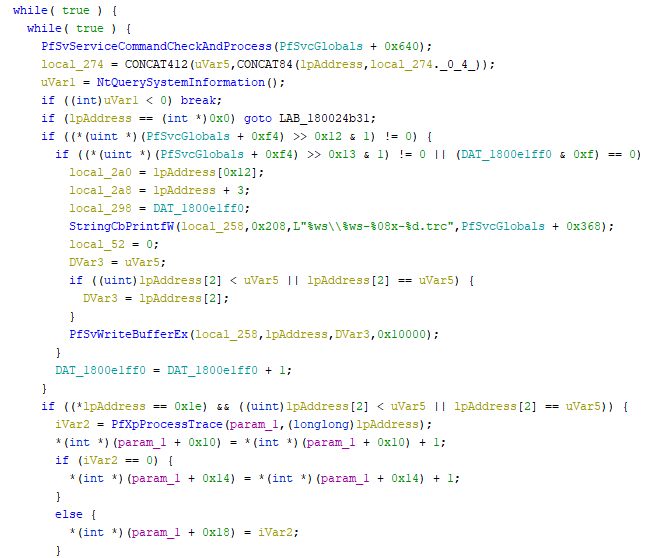 while( true ) {
while( true ) {
PfSvServiceCommandCheckAndProcess(PfSvcGlobals + 0x640);
local_274 = CONCAT412(uVar5,CONCAT84(lpAddress,local_274._0_4_));
uVar1 = NtQuerySystemInformation();
if ((int)uVar1 < 0) break;
if (lpAddress == (int *)0x0) goto LAB_180024b31;
if ((*(uint *)(PfSvcGlobals + 0xf4) >> 0x12 & 1) != 0) {
if ((*(uint *)(PfSvcGlobals + 0xf4) >> 0x13 & 1) != 0 || (DAT_1800e1ff0 & 0xf) == 0)
local_2a0 = lpAddress[0x12];
local_2a8 = lpAddress + 3;
local_298 = DAT_1800e1ff0;
StringCbPrintfW(local_258,0x208,L"%ws\\%ws-%08x-%d.trc",PfSvcGlobals + 0x368);
local_52 = 0;
DVar3 = uVar5;
if ((uint)lpAddress[2] < uVar5 || lpAddress[2] == uVar5) {
DVar3 = lpAddress[2];
}
PfSvWriteBufferEx(local_258,lpAddress,DVar3,0x10000);
}
DAT_1800e1ff0 = DAT_1800e1ff0 + 1;
}
if ((*lpAddress == 0x1e) && ((uint)lpAddress[2] < uVar5 || lpAddress[2] == uVar5)) {
iVar2 = PfXpProcessTrace(param_1,(longlong)lpAddress);
*(int *)(param_1 + 0x10) = *(int *)(param_1 + 0x10) + 1;
if (iVar2 == 0) {
*(int *)(param_1 + 0x14) = *(int *)(param_1 + 0x14) + 1;
}
else {
*(int *)(param_1 + 0x18) = iVar2;
}